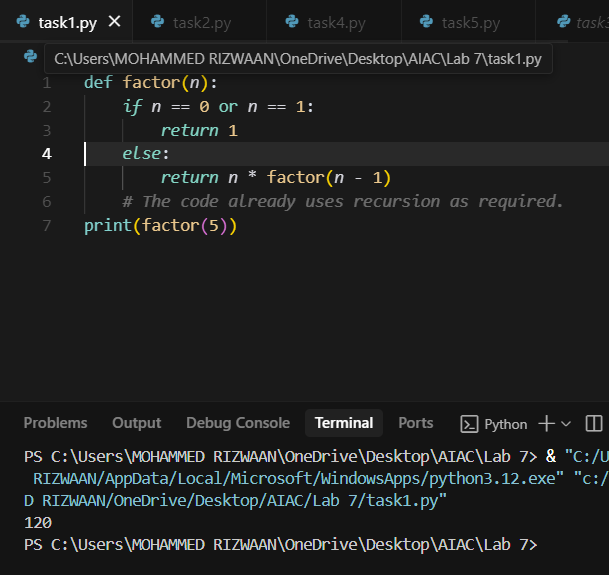 task1.py task2.py task4.py task5.py task3
C:\Users\MOHAMMED RIZWAAN\OneDrive\Desktop\AIAC\Lab 7\task1.py
1 def factor(n):
2 if n == 0 or n == 1:
3 return 1
4 else:
5 return n * factor(n - 1)
6 # The code already uses recursion as required.
7 print(factor(5))
Problems Output Debug Console Terminal Ports Python
PS C:\Users\MOHAMMED RIZWAAN\OneDrive\Desktop\AIAC\Lab 7> & "C:/U
RIZWAAN/AppData/Local/Microsoft/WindowsApps/python3.12.exe" "c:/
D RIZWAAN/OneDrive/Desktop/AIAC/Lab 7/task1.py"
120
PS C:\Users\MOHAMMED RIZWAAN\OneDrive\Desktop\AIAC\Lab 7>